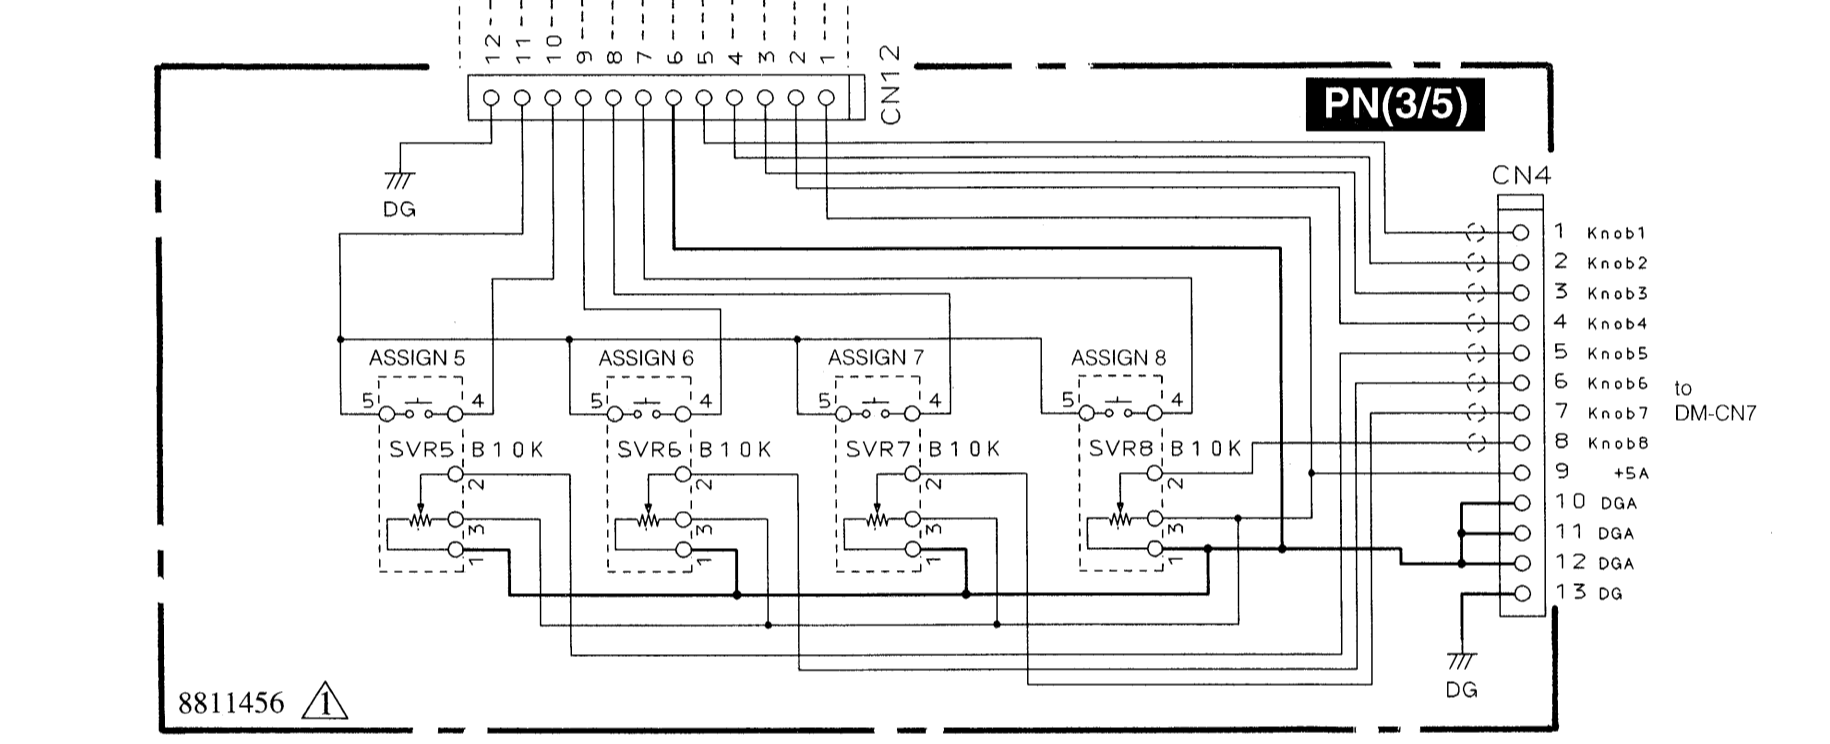 12 11 10 9 8 7 6 5 4 3 2 1
CN12
PN(3/5)
CN4
DG
1 Knob1
2 Knob2
3 Knob3
4 Knob4
5 Knob5
6 Knob6
7 Knob7
8 Knob8
9 +5A
10 DGA
11 DGA
12 DGA
13 DG
to
DM-CN7
ASSIGN 5 ASSIGN 6 ASSIGN 7 ASSIGN 8
5 4 5 4 5 4 5 4
SVR5 B10K SVR6 B10K SVR7 B10K SVR8 B10K
2 2 2 2
3 3 3 3
1 1 1 1
DG
8811456 1